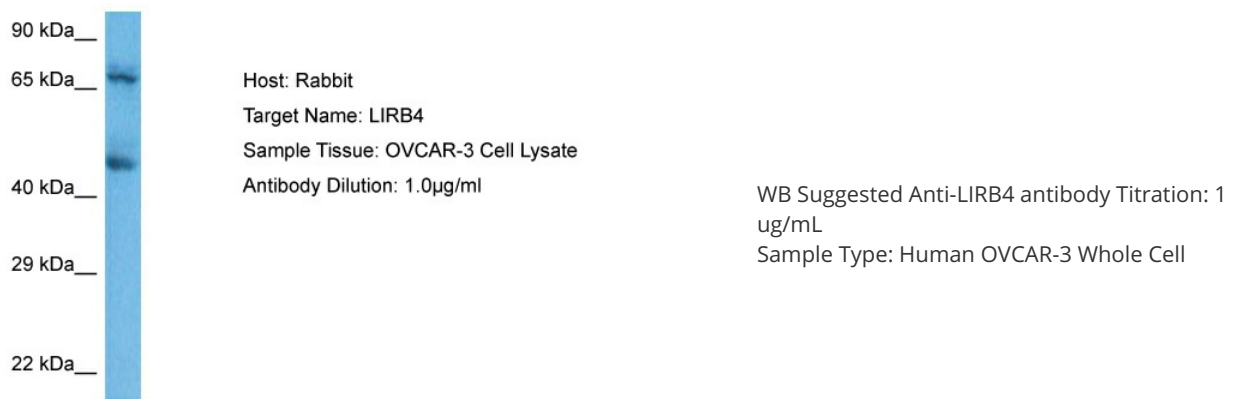 90 kDa__
65 kDa__
40 kDa__
29 kDa__
22 kDa__
Host: Rabbit
Target Name: LIRB4
Sample Tissue: OVCAR-3 Cell Lysate
Antibody Dilution: 1.0µg/ml
WB Suggested Anti-LIRB4 antibody Titration: 1
ug/mL
Sample Type: Human OVCAR-3 Whole Cell